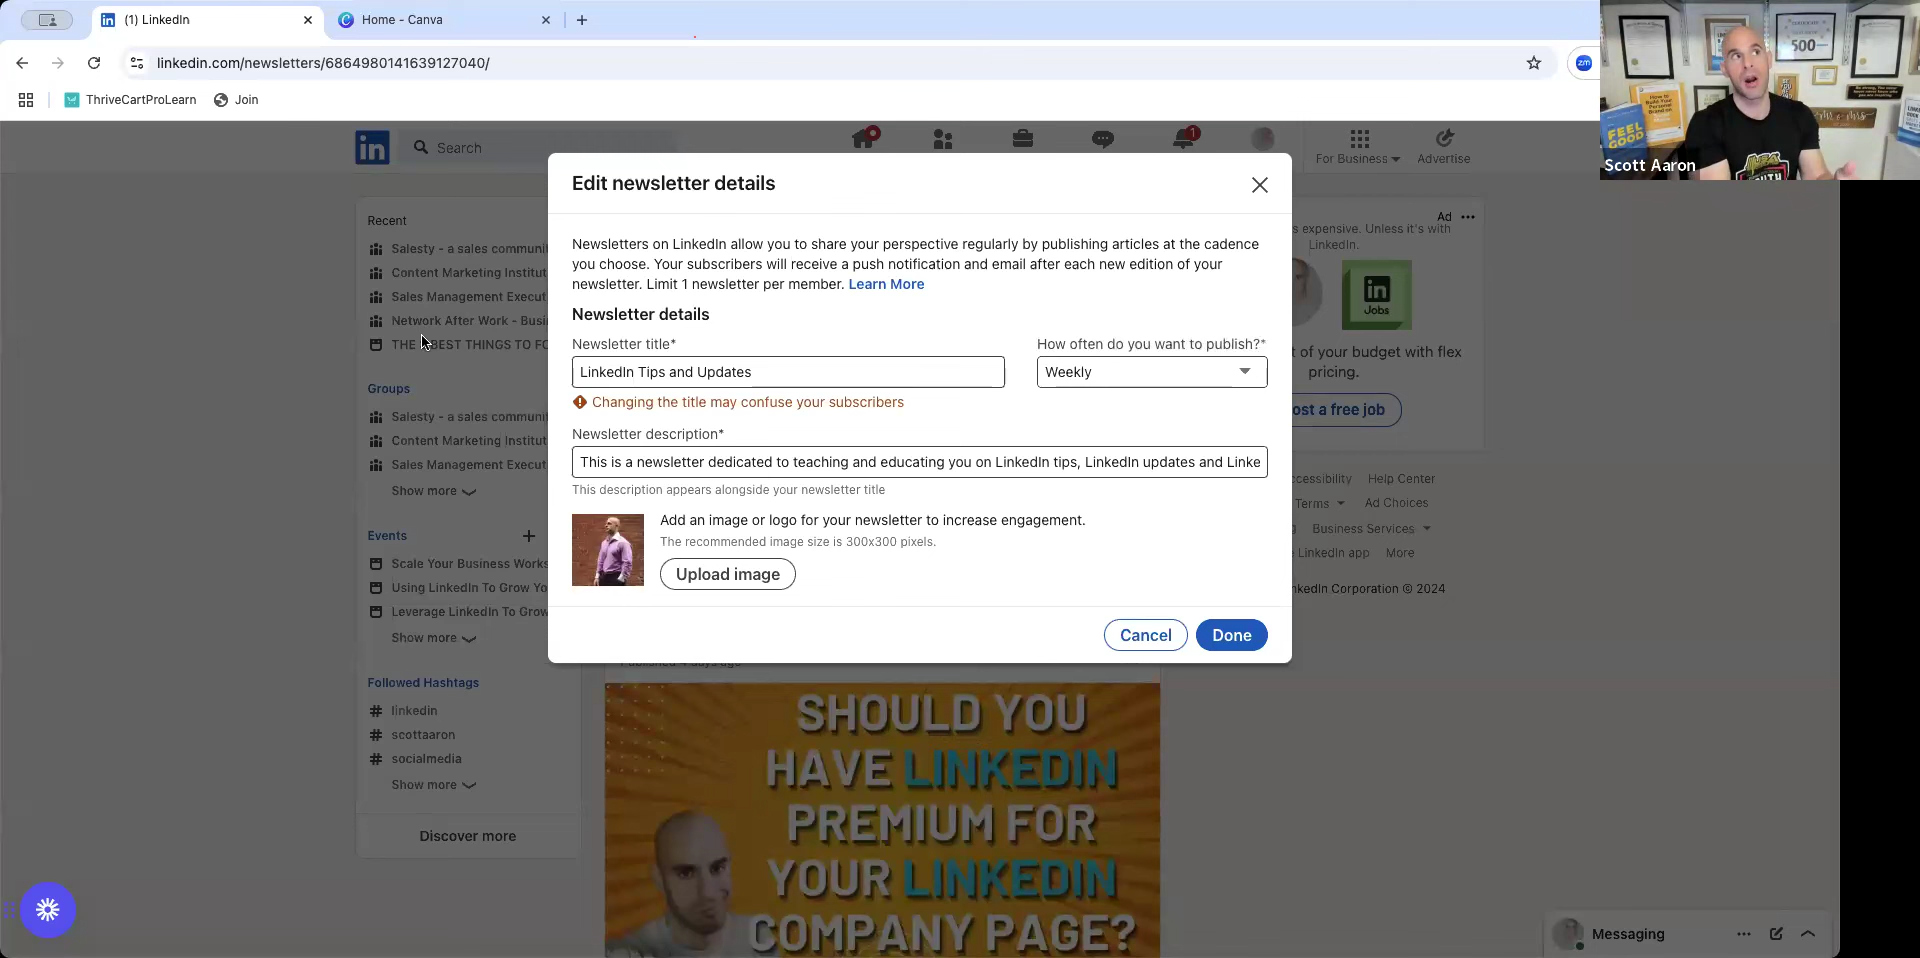 (1) LinkedIn
Home - Canva
linkedin.com/newsletters/6864980141639127040/
zm
ThriveCartProLearn
Join
500
FEEL
GOOD
Scott Aaron
in
Search
1
For Business
Advertise
Edit newsletter details
Newsletters on LinkedIn allow you to share your perspective regularly by publishing articles at the cadence
you choose. Your subscribers will receive a push notification and email after each new edition of your
newsletter. Limit 1 newsletter per member. Learn More
Newsletter details
Newsletter title*
How often do you want to publish?*
LinkedIn Tips and Updates
Weekly
Changing the title may confuse your subscribers
Newsletter description*
This is a newsletter dedicated to teaching and educating you on LinkedIn tips, LinkedIn updates and Linke
This description appears alongside your newsletter title
Add an image or logo for your newsletter to increase engagement.
The recommended image size is 300x300 pixels.
Upload image
Cancel
Done
Recent
Salesty - a sales communi
Content Marketing Institut
Sales Management Execut
Network After Work - Busi
THE BEST THINGS TO FO
Groups
Salesty - a sales communi
Content Marketing Institut
Sales Management Execut
Show more
Events
Scale Your Business Works
Using LinkedIn To Grow Yo
Leverage LinkedIn To Grow
Show more
Followed Hashtags
linkedin
scottaaron
socialmedia
Show more
Discover more
Ad
s expensive. Unless it's with
LinkedIn.
in
Jobs
t of your budget with flex
pricing.
ost a free job
ccessibility
Help Center
Terms
Ad Choices
Business Services
LinkedIn app
More
nkedIn Corporation © 2024
SHOULD YOU
HAVE LINKEDIN
PREMIUM FOR
YOUR LINKEDIN
COMPANY PAGE?
Messaging